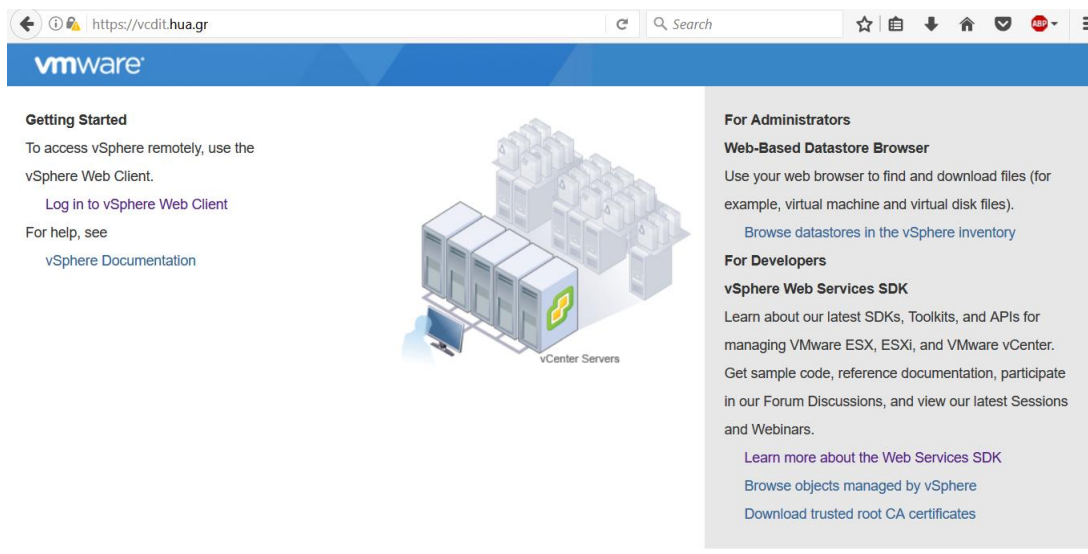 https://vcdit.hua.gr
Search
ABP
vmware
Getting Started
To access vSphere remotely, use the
vSphere Web Client.
Log in to vSphere Web Client
For help, see
vSphere Documentation
vCenter Servers
For Administrators
Web-Based Datastore Browser
Use your web browser to find and download files (for
example, virtual machine and virtual disk files).
Browse datastores in the vSphere inventory
For Developers
vSphere Web Services SDK
Learn about our latest SDKs, Toolkits, and APIs for
managing VMware ESX, ESXi, and VMware vCenter.
Get sample code, reference documentation, participate
in our Forum Discussions, and view our latest Sessions
and Webinars.
Learn more about the Web Services SDK
Browse objects managed by vSphere
Download trusted root CA certificates